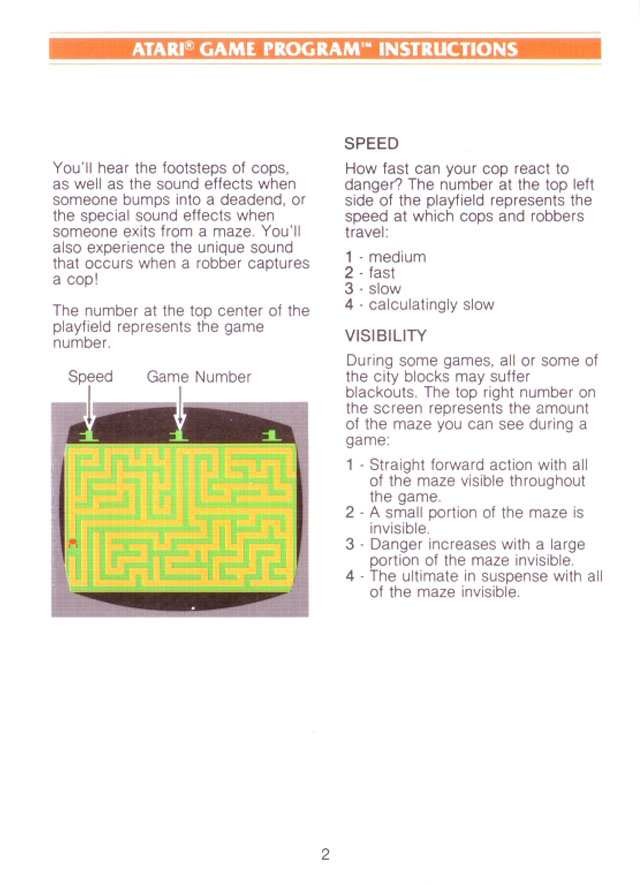 ATARI® GAME PROGRAM™ INSTRUCTIONS
You'll hear the footsteps of cops,
as well as the sound effects when
someone bumps into a deadend, or
the special sound effects when
someone exits from a maze. You'll
also experience the unique sound
that occurs when a robber captures
a cop!
The number at the top center of the
playfield represents the game
number.
Speed Game Number
1 1 1
SPEED
How fast can your cop react to
danger? The number at the top left
side of the playfield represents the
speed at which cops and robbers
travel:
1 - medium
2 - fast
3 - slow
4 - calculatingly slow
VISIBILITY
During some games, all or some of
the city blocks may suffer
blackouts. The top right number on
the screen represents the amount
of the maze you can see during a
game:
1 - Straight forward action with all
of the maze visible throughout
the game.
2 - A small portion of the maze is
invisible.
3 - Danger increases with a large
portion of the maze invisible.
4 - The ultimate in suspense with all
of the maze invisible.
2